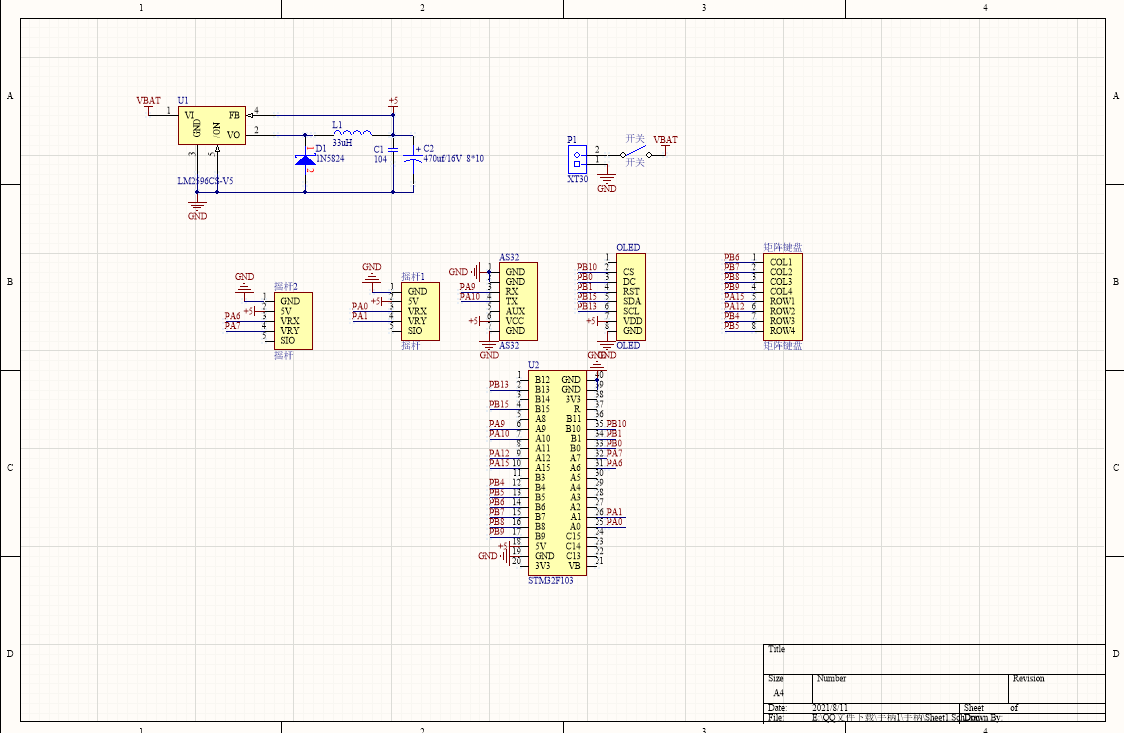 1 2 3 4
A A
VBAT
U1
+5
1 VI FB 4
GND
VO 2
3 5
L1
33uH
D1
1N5824
1
2
C1
104
+ C2
470uf/16V 8*10
LM2596CS-V5
GND
P1
2
1
XT30
开关
开关
VBAT
GND
B B
GND
摇杆2
1 GND
+5 2 5V
PA6 3 VRX
PA7 4 VRY
5 SIO
摇杆
GND
摇杆1
1 GND
+5 2 5V
PA0 3 VRX
PA1 4 VRY
5 SIO
摇杆
AS32
GND 1 GND
2 GND
PA9 3 RX
PA10 4 TX
5 AUX
+5 6 VCC
7 GND
GND AS32
OLED
1
PB10 2 CS
PB0 3 DC
PB1 4 RST
PB15 5 SDA
PB13 6 SCL
+5 7 VDD
8 GND
GND OLED
矩阵键盘
PB6 1 COL1
PB7 2 COL2
PB8 3 COL3
PB9 4 COL4
PA15 5 ROW1
PA12 6 ROW2
PB4 7 ROW3
PB5 8 ROW4
矩阵键盘
GND
U2
1 B12 GND 40
PB13 2 B13 GND 39
3 B14 3V3 38
PB15 4 B15 R 37
5 A8 B11 36
PA9 6 A9 B10 35 PB10
PA10 7 A10 B1 34 PB1
8 A11 B0 33 PB0
PA12 9 A12 A7 32 PA7
PA15 10 A15 A6 31 PA6
11 B3 A5 30
PB4 12 B4 A4 29
PB5 13 B5 A3 28
PB6 14 B6 A2 27
PB7 15 B7 A1 26 PA1
PB8 16 B8 A0 25 PA0
PB9 17 B9 C15 24
+5 18 5V C14 23
GND 19 GND C13 22
20 3V3 VB 21
STM32F103
C C
D D
Title
Size Number Revision
A4
Date: 2021/8/11 Sheet of
File: E:\QQ文件下载\手柄1\手柄\Sheet1.SchDoc Drawn By:
1 2 3 4